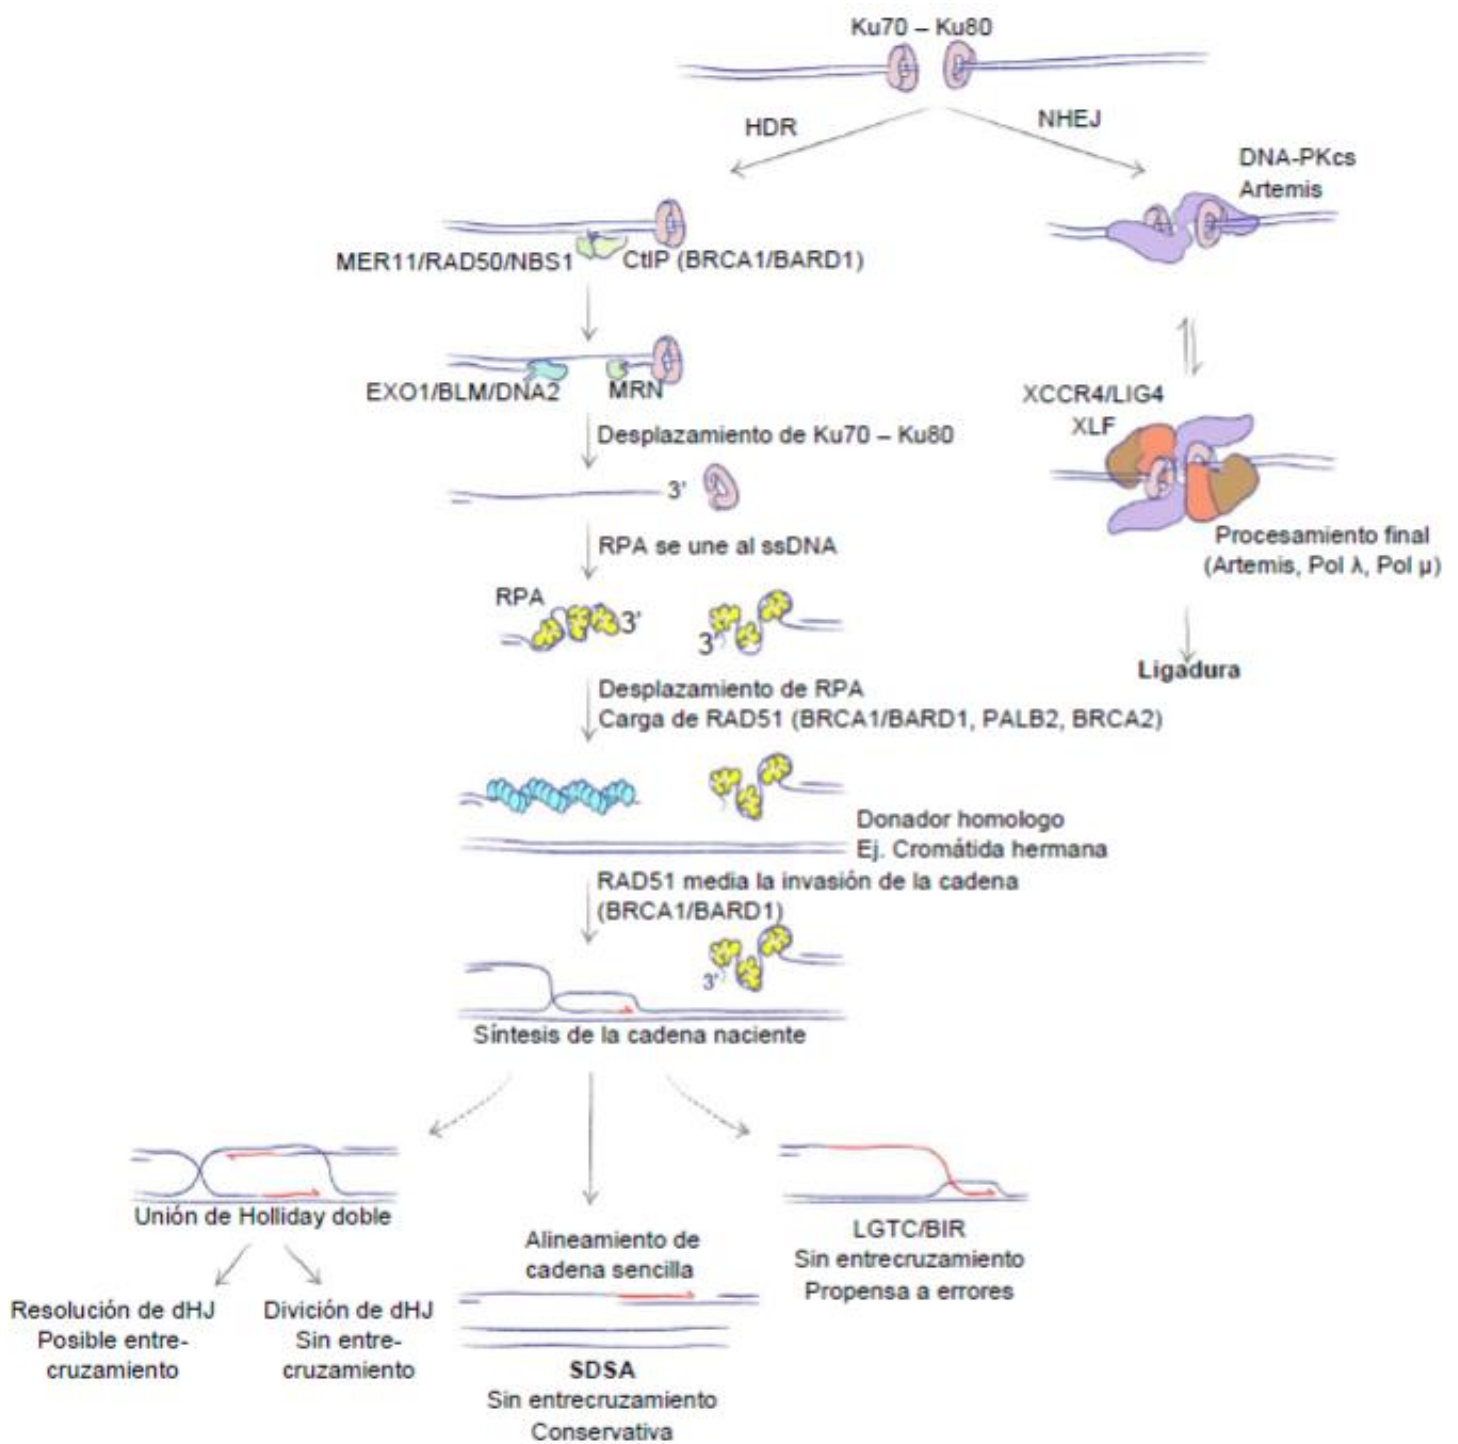 Ku70 – Ku80
HDR
NHEJ
DNA-PKcs
Artemis
MER11/RAD50/NBS1
CtIP (BRCA1/BARD1)
EXO1/BLM/DNA2
MRN
XCCR4/LIG4
XLF
Desplazamiento de Ku70 – Ku80
3'
Procesamiento final
(Artemis, Pol λ, Pol μ)
RPA se une al ssDNA
RPA
3'
3'
Ligadura
Desplazamiento de RPA
Carga de RAD51 (BRCA1/BARD1, PALB2, BRCA2)
Donador homologo
Ej. Cromátida hermana
RAD51 media la invasión de la cadena
(BRCA1/BARD1)
3'
Síntesis de la cadena naciente
Unión de Holliday doble
Resolución de dHJ
Posible entre-
cruzamiento
Divición de dHJ
Sin entre-
cruzamiento
Alineamiento de
cadena sencilla
SDSA
Sin entrecruzamiento
Conservativa
LGTC/BIR
Sin entrecruzamiento
Propensa a errores